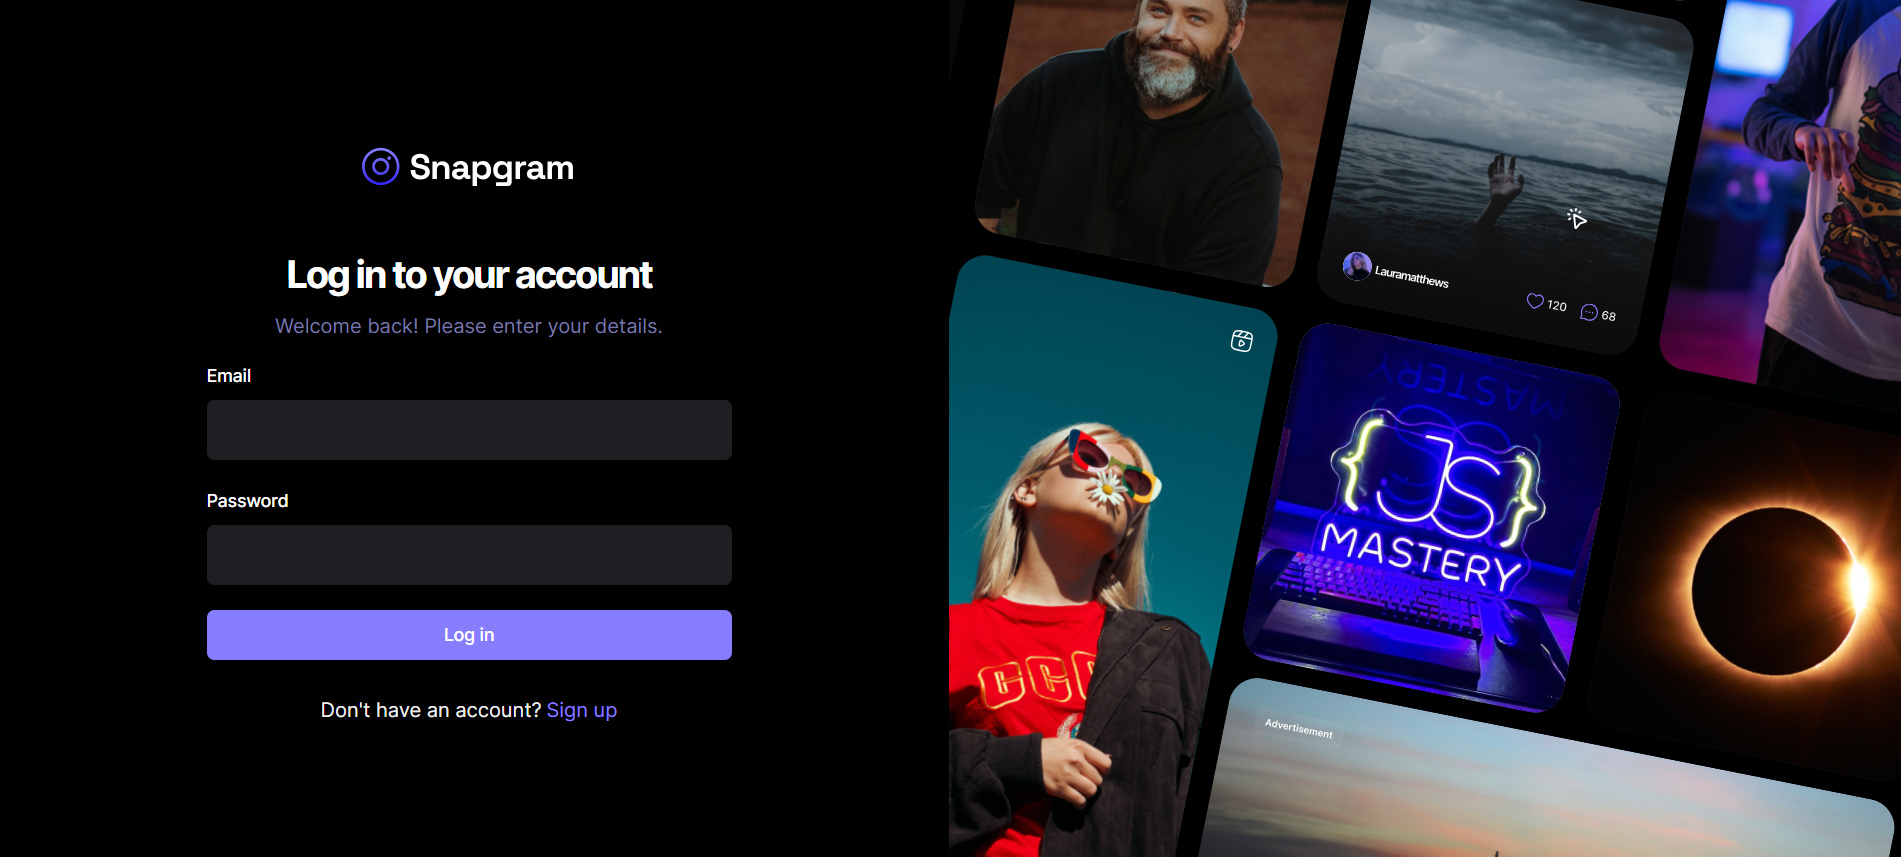 Snapgram
Log in to your account
Welcome back! Please enter your details.
Email
Password
Log in
Don't have an account? Sign up
Lauramatthews
120
68
MASTERY
{JS}
MASTERY
CCC
Advertisement